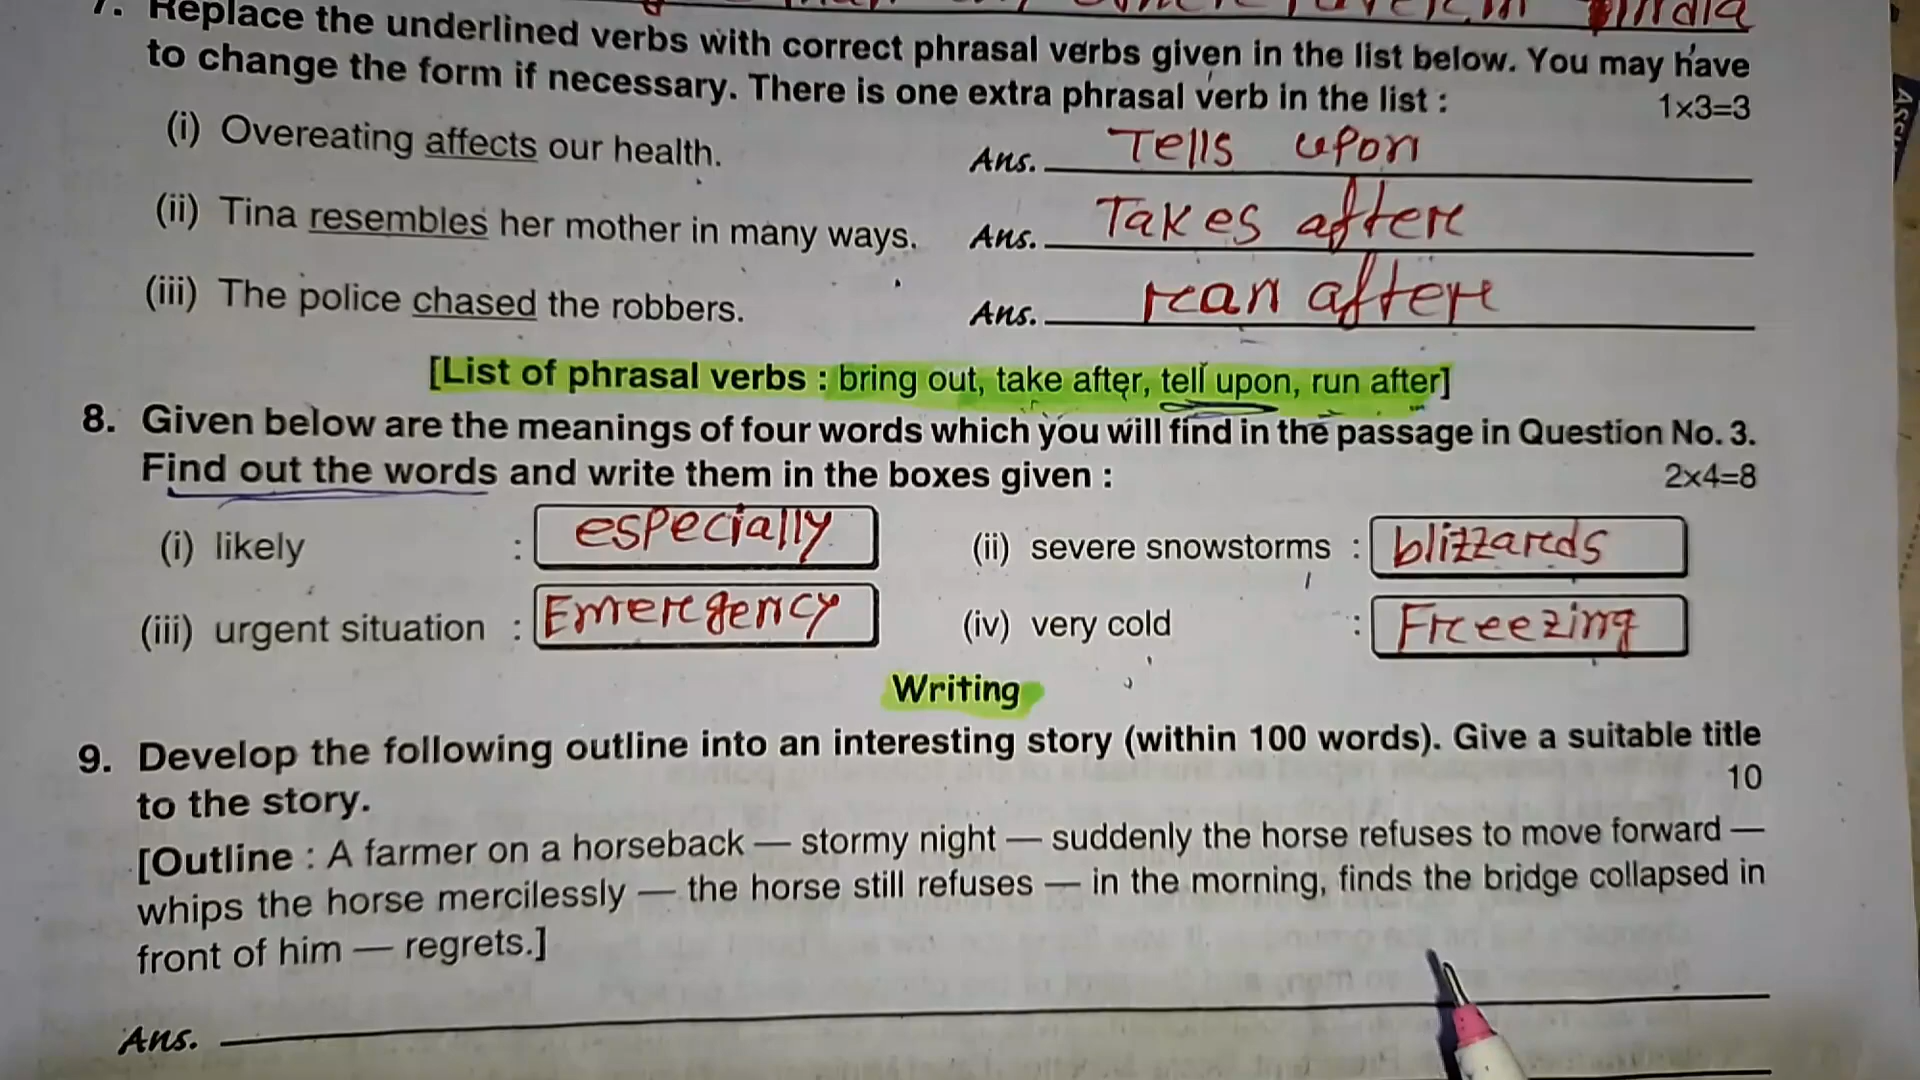 7. Replace the underlined verbs with correct phrasal verbs given in the list below. You may have
to change the form if necessary. There is one extra phrasal verb in the list : 1x3=3
(i) Overeating affects our health. Ans. Tells upon
(ii) Tina resembles her mother in many ways. Ans. Takes after
(iii) The police chased the robbers. Ans. ran after
[List of phrasal verbs : bring out, take after, tell upon, run after]
8. Given below are the meanings of four words which you will find in the passage in Question No. 3.
Find out the words and write them in the boxes given : 2x4=8
(i) likely : especially (ii) severe snowstorms : blizzards
(iii) urgent situation : Emergency (iv) very cold : Freezing
Writing
9. Develop the following outline into an interesting story (within 100 words). Give a suitable title
to the story. 10
[Outline : A farmer on a horseback — stormy night — suddenly the horse refuses to move forward —
whips the horse mercilessly — the horse still refuses — in the morning, finds the bridge collapsed in
front of him — regrets.]
Ans.